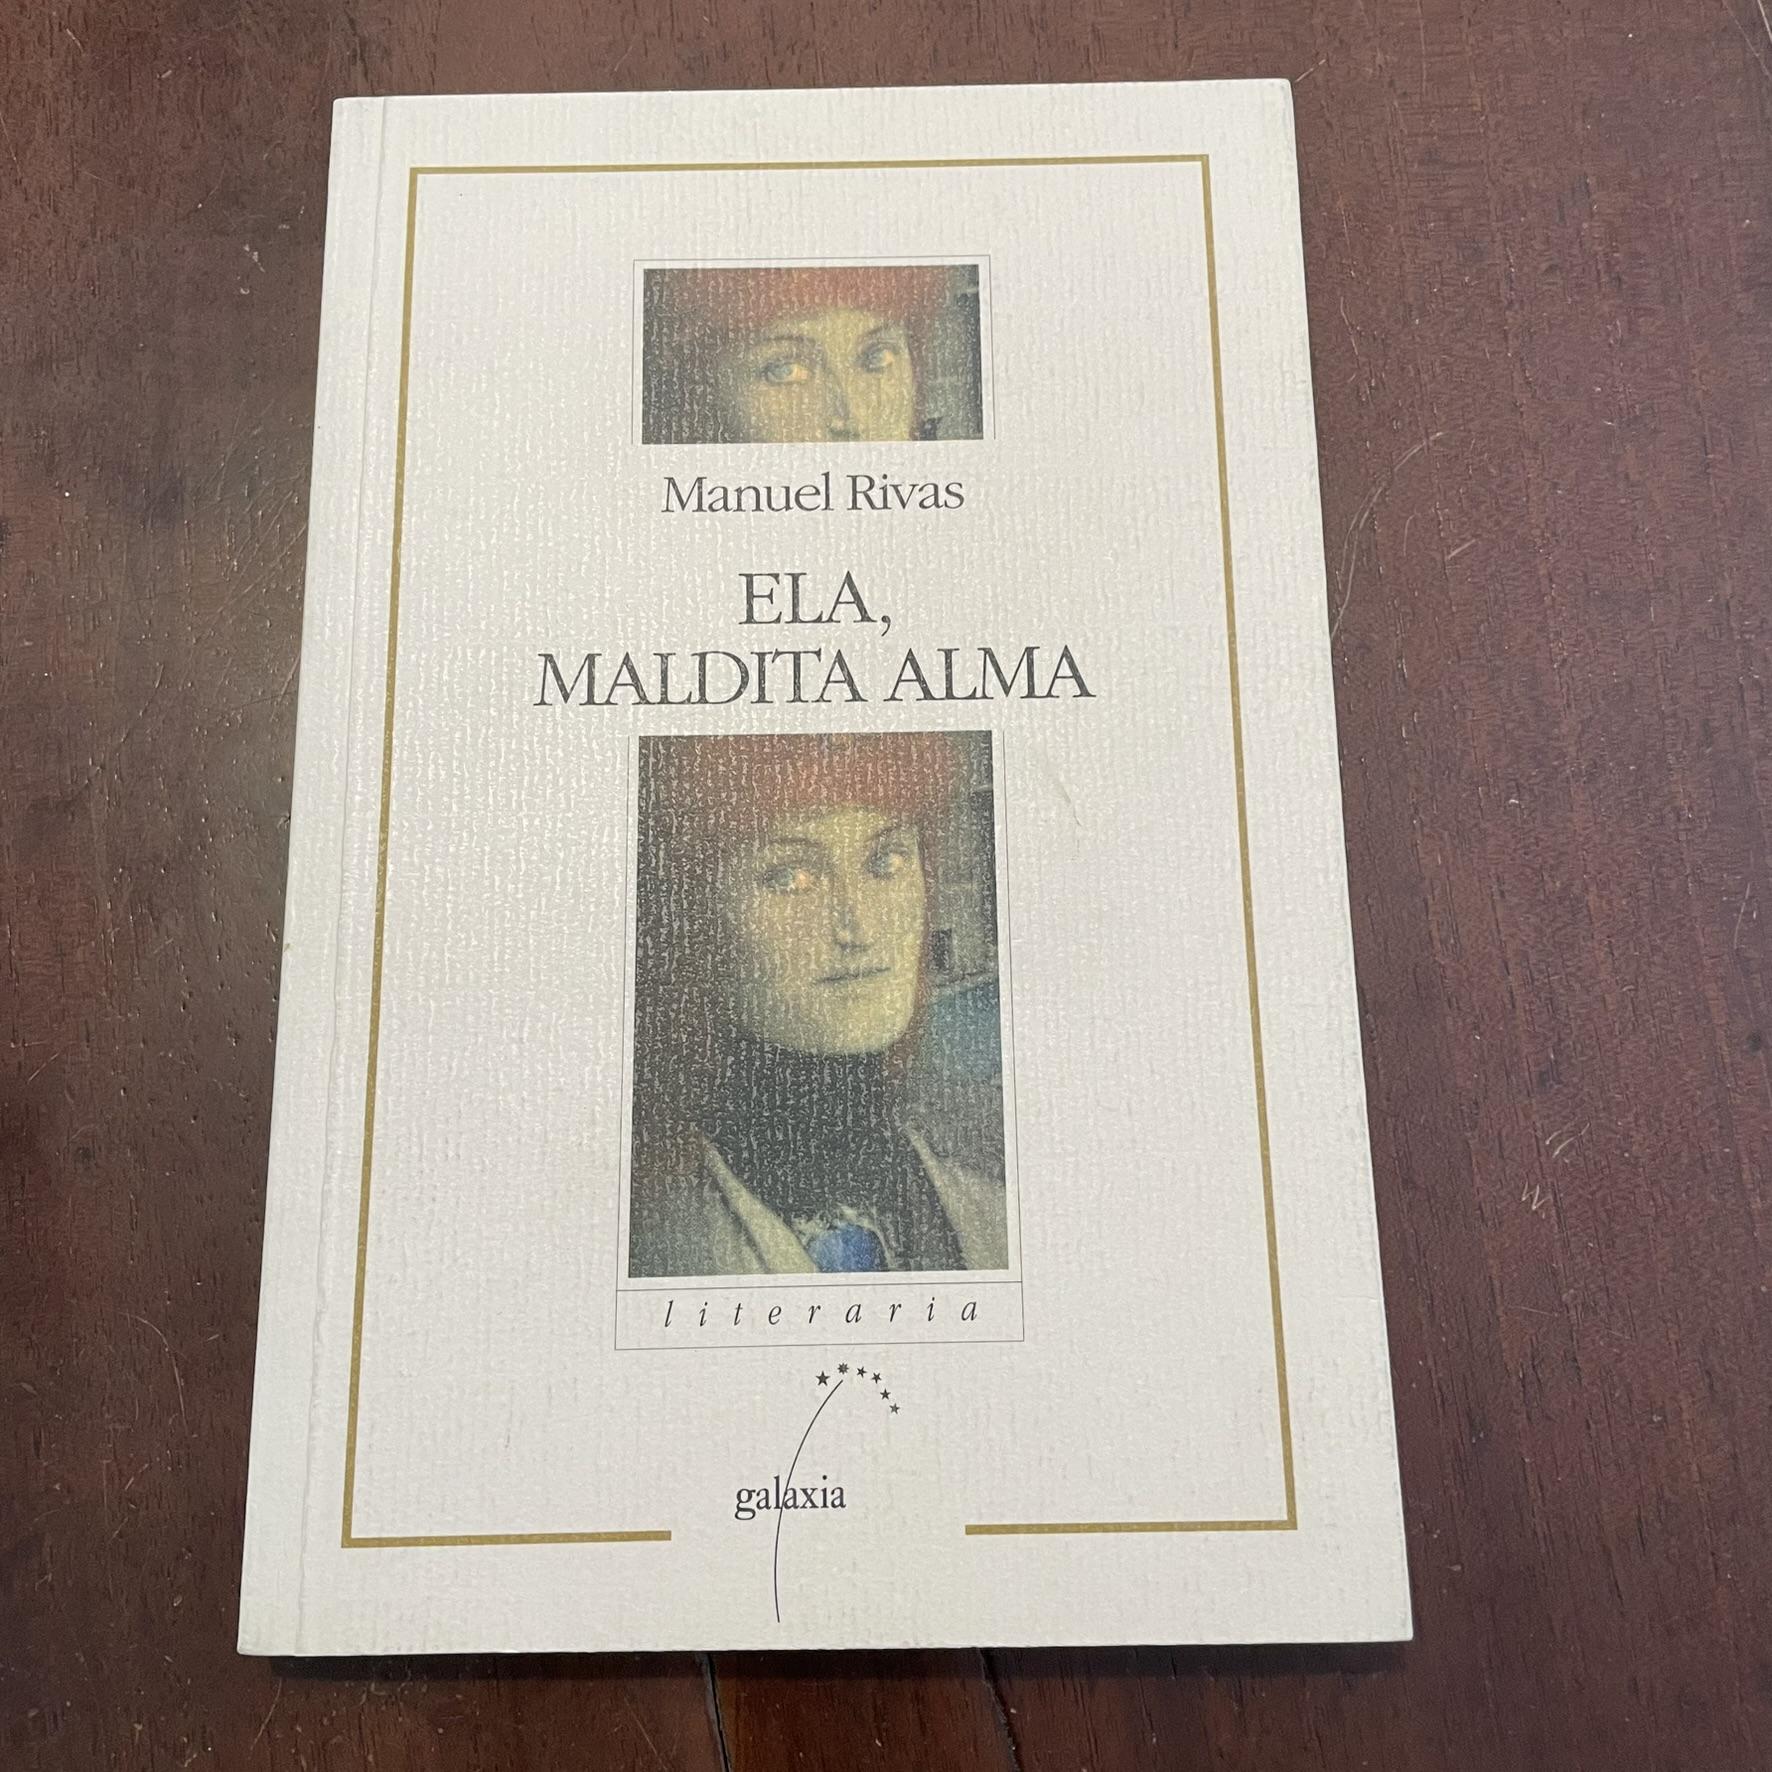 Manuel Rivas
ELA,
MALDITA ALMA
literaria
galaxia